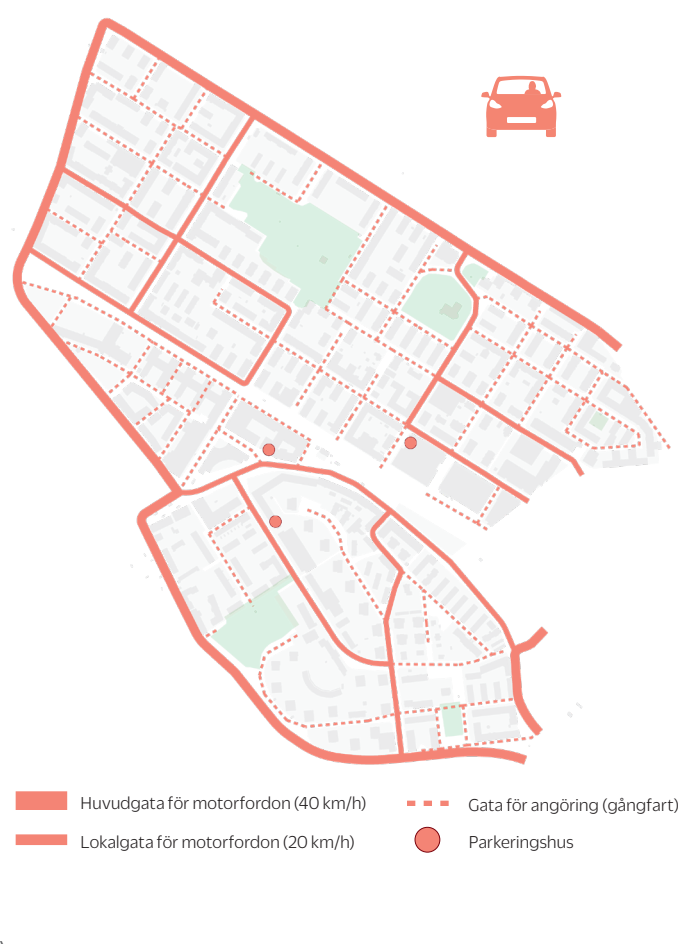 Huvudgata för motorfordon (40 km/h)
Gata för angöring (gångfart)
Lokalgata för motorfordon (20 km/h)
Parkeringshus